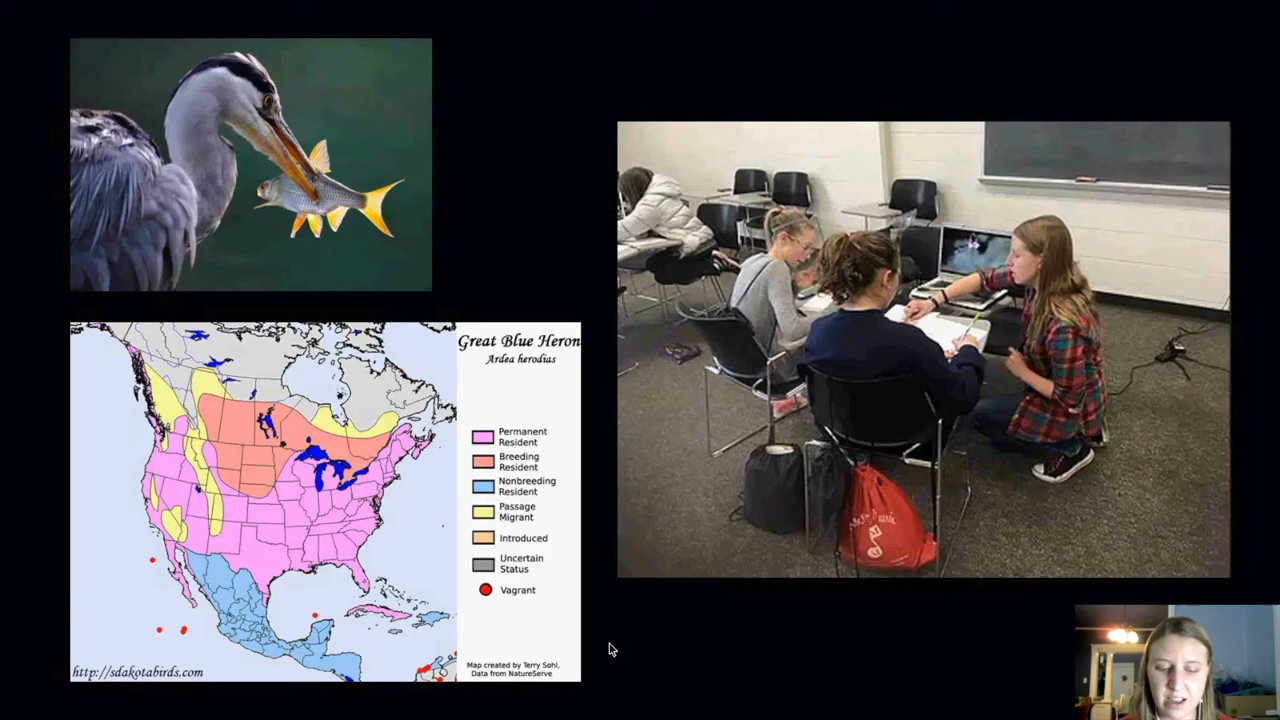 Great Blue Heron
Ardea herodias
Permanent
Resident
Breeding
Resident
Nonbreeding
Resident
Passage
Migrant
Introduced
Uncertain
Status
Vagrant
http://sdakotabirds.com
Map created by Terry Sohl,
Data from NatureServe